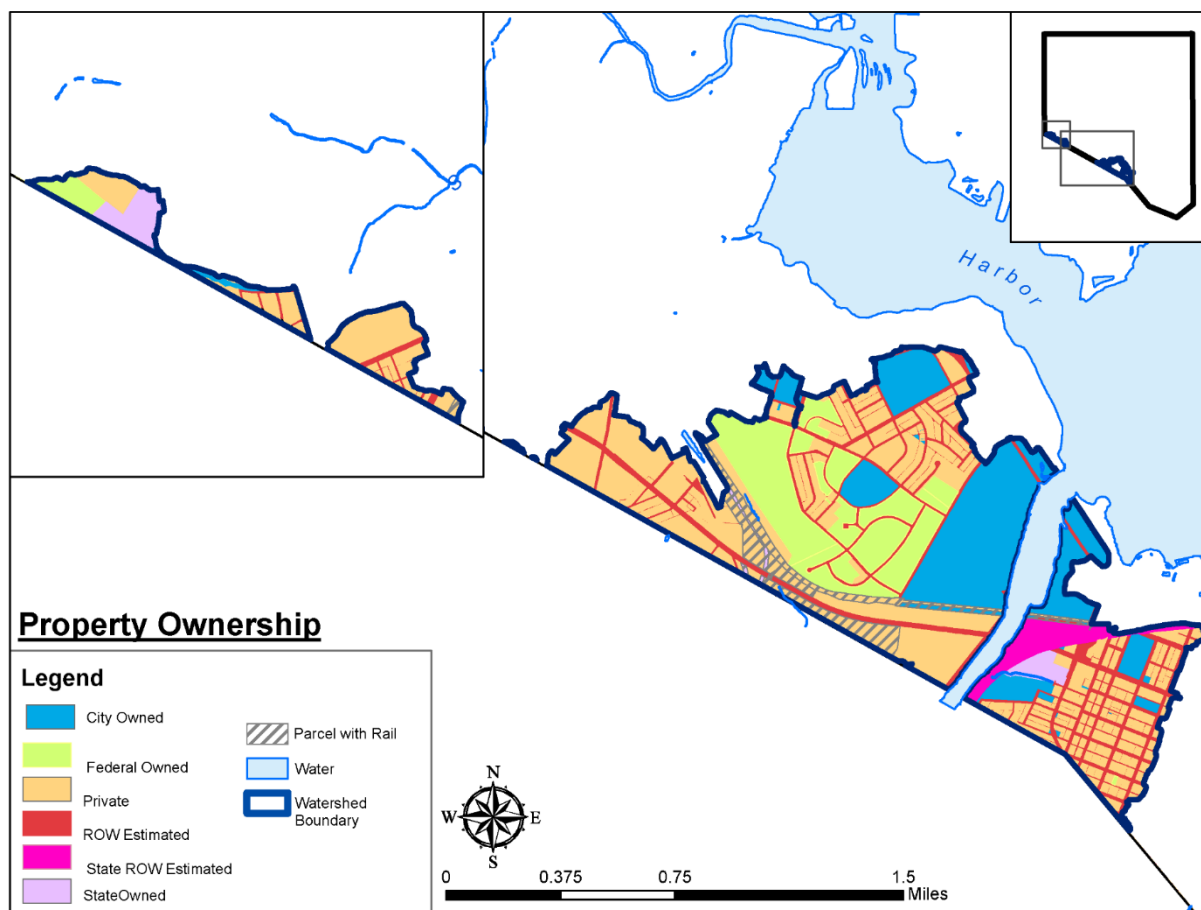 Harbor
Property Ownership
Legend
City Owned
Federal Owned
Private
ROW Estimated
State ROW Estimated
StateOwned
Parcel with Rail
Water
Watershed
Boundary
N
W E
S
0 0.375 0.75 1.5
Miles